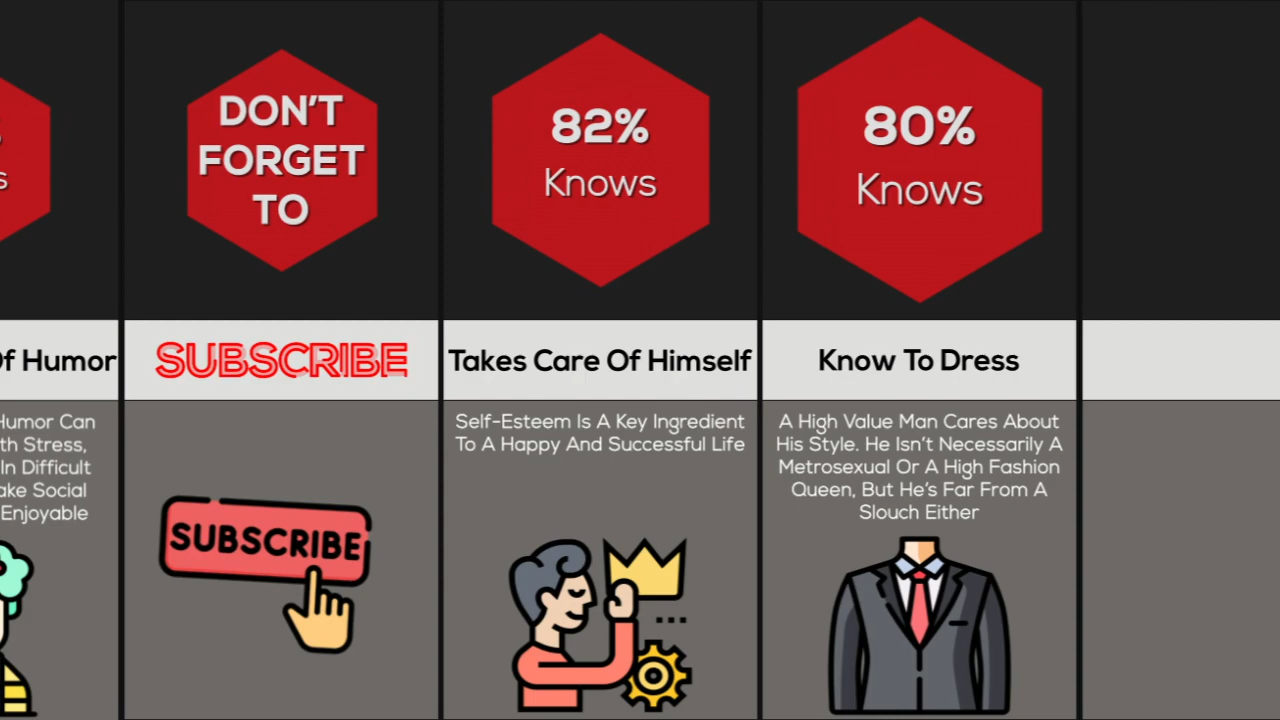 s
Of Humor
Humor Can
th Stress,
In Difficult
ake Social
Enjoyable
DON'T
FORGET
TO
SUBSCRIBE
SUBSCRIBE
82%
Knows
Takes Care Of Himself
Self-Esteem Is A Key Ingredient
To A Happy And Successful Life
80%
Knows
Know To Dress
A High Value Man Cares About
His Style. He Isn't Necessarily A
Metrosexual Or A High Fashion
Queen, But He's Far From A
Slouch Either